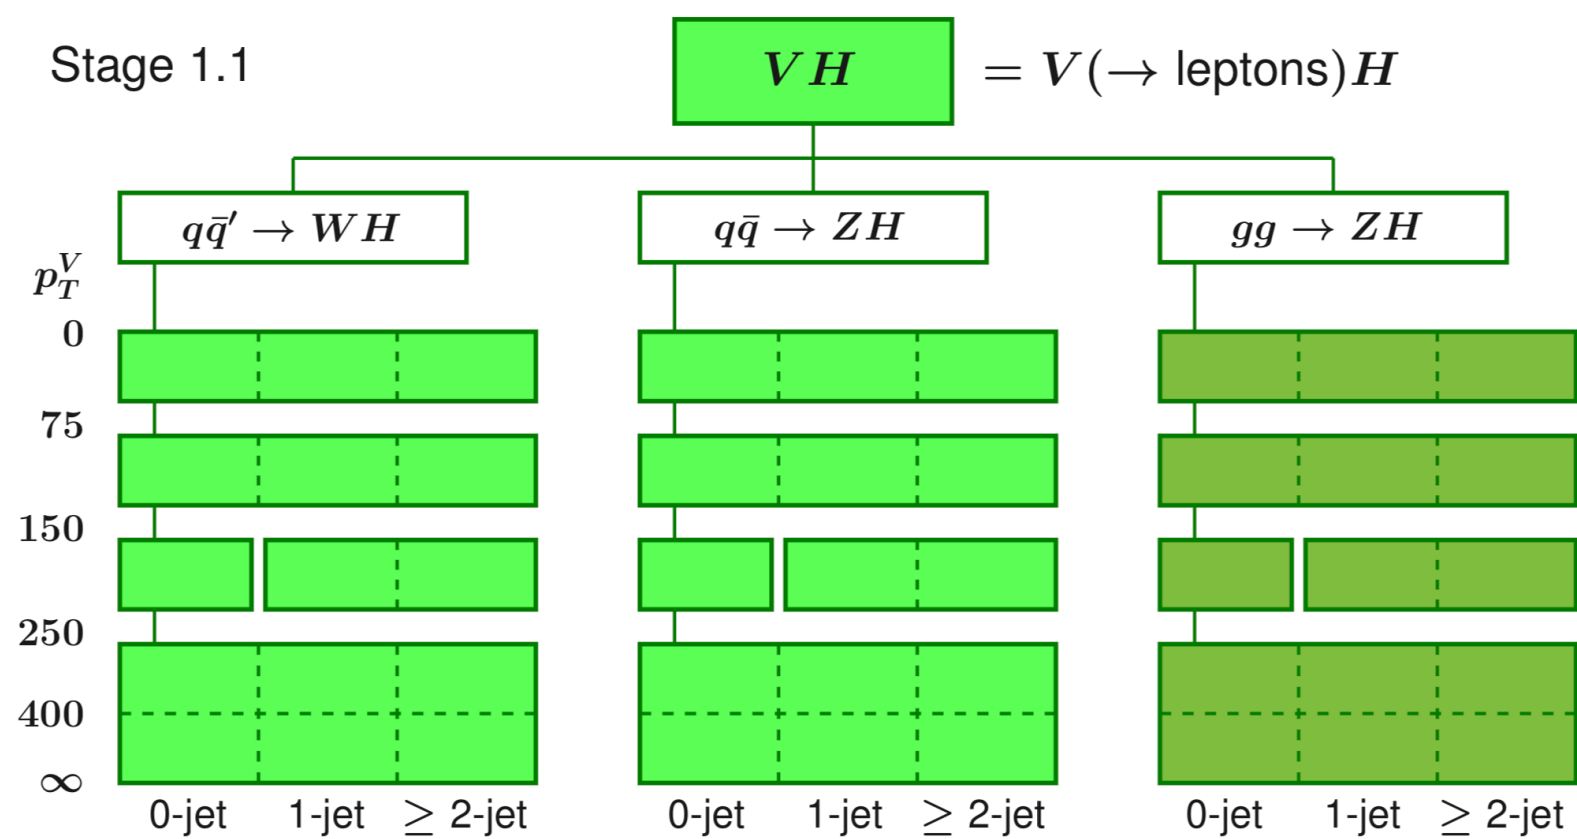 Stage 1.1
VH = V(→ leptons)H
qq̄′ → WH
qq̄ → ZH
gg → ZH
p_T^V
0
75
150
250
400
∞
0-jet 1-jet ≥ 2-jet
0-jet 1-jet ≥ 2-jet
0-jet 1-jet ≥ 2-jet